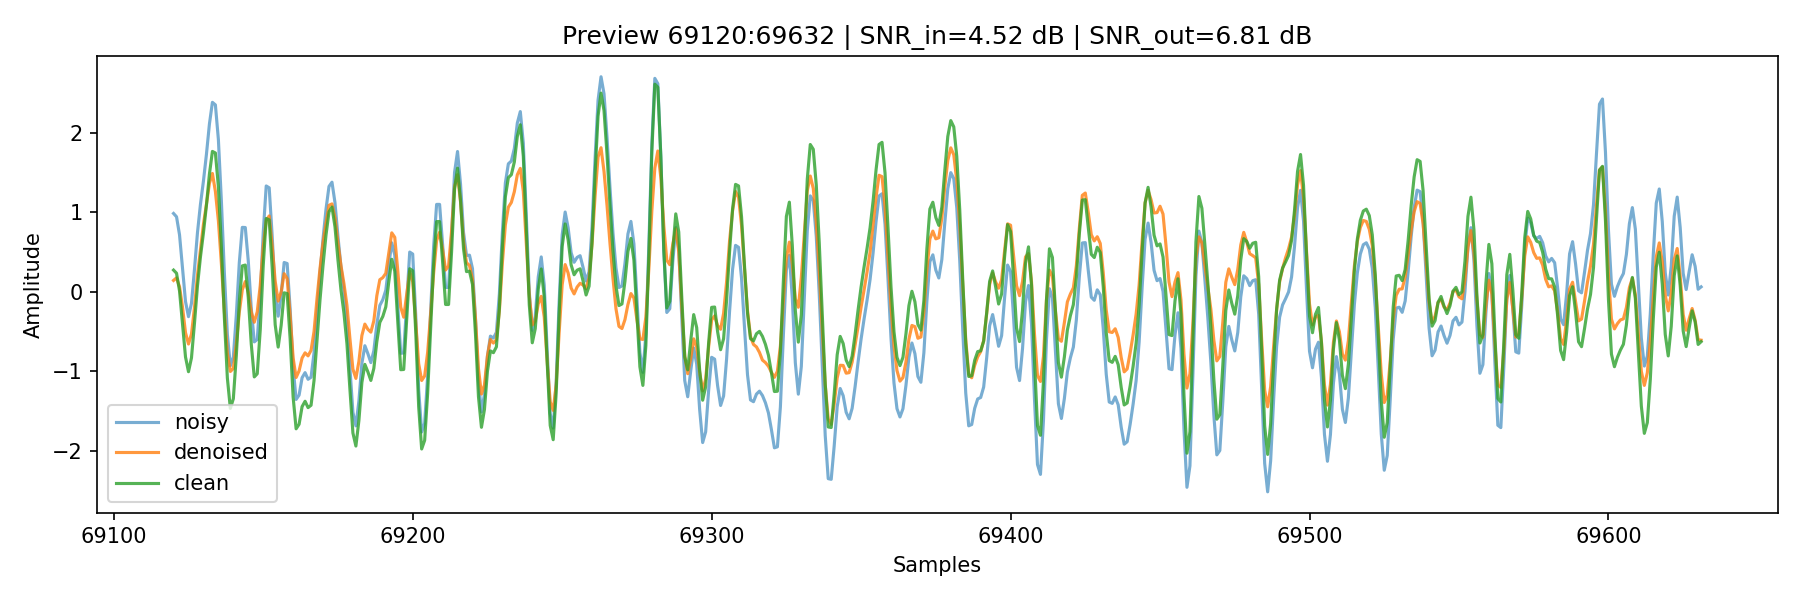 Preview 69120:69632 | SNR_in=4.52 dB | SNR_out=6.81 dB
Amplitude
2
1
0
−1
−2
noisy
denoised
clean
69100 69200 69300 69400 69500 69600
Samples